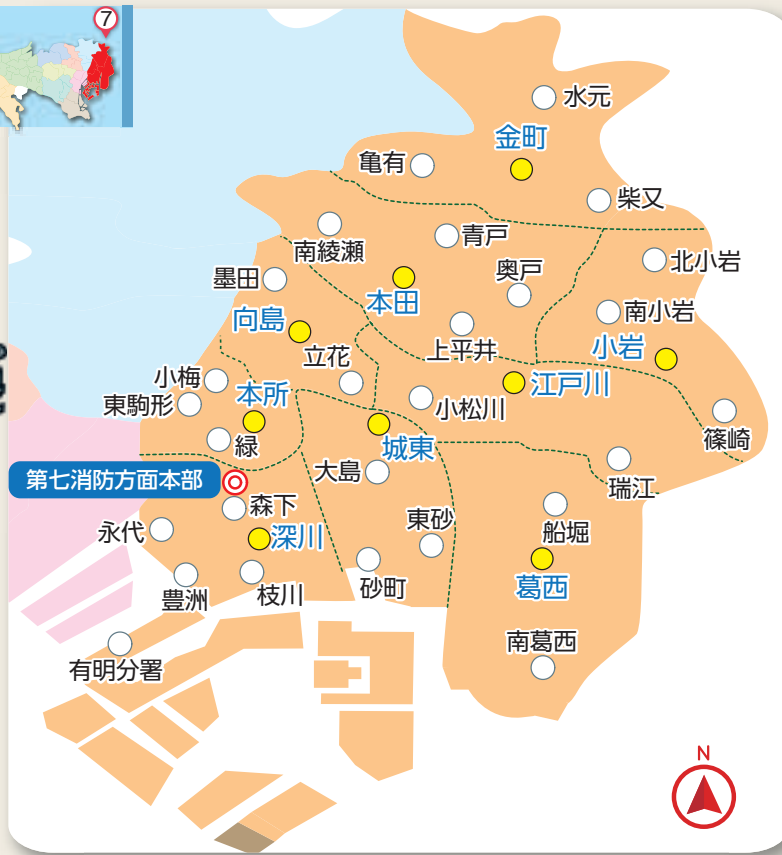 7
水元
金町
亀有
柴又
青戸
南綾瀬
北小岩
奥戸
墨田
本田
南小岩
向島
上平井
小岩
立花
小梅
江戸川
本所
東駒形
小松川
篠崎
緑
城東
大島
第七消防方面本部
瑞江
森下
東砂
永代
船堀
深川
葛西
砂町
枝川
豊洲
南葛西
有明分署
N